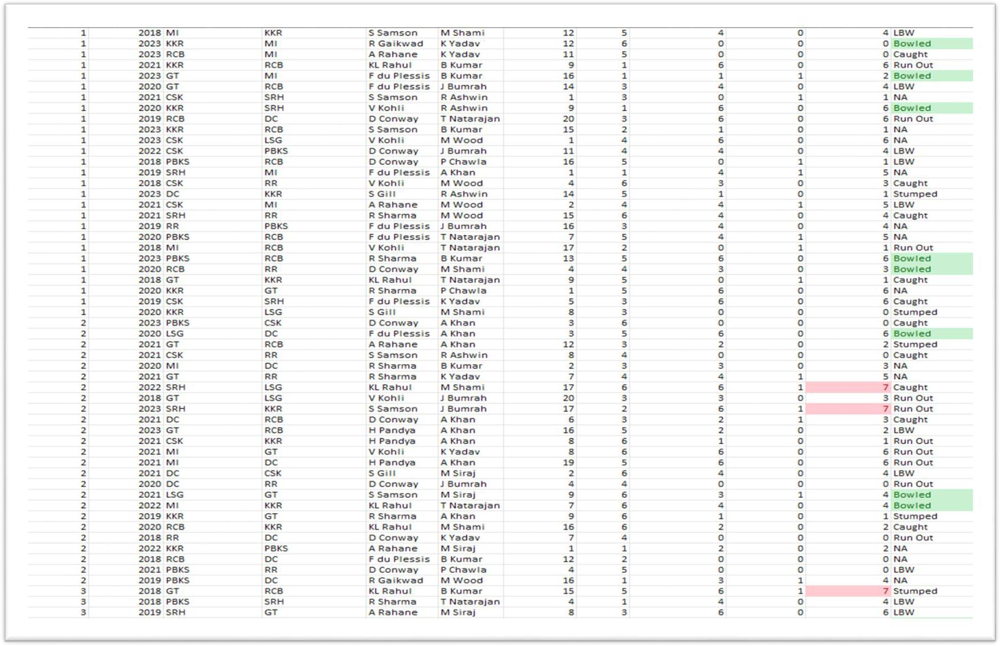 1 2018 MI KKR S Samson M Shami 12 5 4 0 4 LBW
1 2023 KKR MI R Gaikwad K Yadav 12 6 0 0 0 Bowled
1 2023 RCB MI A Rahane K Yadav 11 5 0 0 0 Caught
1 2021 KKR RCB KL Rahul B Kumar 9 1 6 0 6 Run Out
1 2023 GT MI F du Plessis B Kumar 16 1 1 1 2 Bowled
1 2020 GT RCB F du Plessis J Bumrah 14 3 4 0 4 LBW
1 2021 CSK SRH S Samson R Ashwin 1 3 0 1 1 NA
1 2020 KKR SRH V Kohli R Ashwin 9 1 6 0 6 Bowled
1 2019 RCB DC D Conway T Natarajan 20 3 6 0 6 Run Out
1 2023 KKR RCB S Samson B Kumar 15 2 1 0 1 NA
1 2023 CSK LSG V Kohli M Wood 1 4 6 0 6 NA
1 2022 CSK PBKS D Conway J Bumrah 11 4 4 0 4 LBW
1 2018 PBKS RCB D Conway P Chawla 16 5 0 1 1 LBW
1 2019 SRH MI F du Plessis A Khan 1 1 4 1 5 NA
1 2018 CSK RR V Kohli M Wood 4 6 3 0 3 Caught
1 2023 DC KKR S Gill R Ashwin 14 5 1 0 1 Stumped
1 2021 CSK MI A Rahane M Wood 2 4 4 1 5 LBW
1 2021 SRH RR R Sharma M Wood 15 6 4 0 4 Caught
1 2019 RR PBKS F du Plessis J Bumrah 16 3 4 0 4 NA
1 2020 PBKS RCB F du Plessis T Natarajan 7 5 4 1 5 NA
1 2018 MI RCB V Kohli T Natarajan 17 2 0 1 1 Run Out
1 2023 PBKS RCB R Sharma B Kumar 13 5 6 0 6 Bowled
1 2020 RCB RR D Conway M Shami 4 4 3 0 3 Bowled
1 2018 GT KKR KL Rahul T Natarajan 9 5 0 1 1 Caught
1 2020 KKR GT R Sharma P Chawla 1 5 6 0 6 NA
1 2019 CSK SRH F du Plessis K Yadav 5 3 6 0 6 Caught
1 2020 KKR LSG S Gill M Shami 8 3 0 0 0 Stumped
2 2023 PBKS CSK D Conway A Khan 3 6 0 0 0 Caught
2 2020 LSG DC F du Plessis A Khan 3 5 6 0 6 Bowled
2 2021 GT RCB A Rahane A Khan 12 3 2 0 2 Stumped
2 2021 CSK RR S Samson R Ashwin 8 4 0 0 0 Caught
2 2020 MI DC R Sharma B Kumar 2 3 3 0 3 NA
2 2021 GT RR R Sharma K Yadav 7 4 4 1 5 NA
2 2022 SRH LSG KL Rahul M Shami 17 6 6 1 7 Caught
2 2018 GT LSG V Kohli J Bumrah 20 3 3 0 3 Run Out
2 2023 SRH KKR S Samson J Bumrah 17 2 6 1 7 Run Out
2 2021 DC RCB D Conway A Khan 6 3 2 1 3 Caught
2 2023 GT RCB H Pandya A Khan 16 5 2 0 2 LBW
2 2021 CSK KKR H Pandya A Khan 8 6 1 0 1 Run Out
2 2021 MI GT V Kohli K Yadav 8 6 6 0 6 Run Out
2 2021 MI DC H Pandya A Khan 19 5 6 0 6 Run Out
2 2021 DC CSK S Gill M Siraj 2 6 4 0 4 LBW
2 2020 DC RR D Conway J Bumrah 4 4 0 0 0 Run Out
2 2021 LSG GT S Samson M Siraj 9 6 3 1 4 Bowled
2 2022 MI KKR KL Rahul T Natarajan 7 6 4 0 4 Bowled
2 2019 KKR GT R Sharma A Khan 9 6 1 0 1 Stumped
2 2020 RCB KKR KL Rahul M Shami 16 6 2 0 2 Caught
2 2018 RR DC D Conway K Yadav 7 4 0 0 0 Run Out
2 2022 KKR PBKS A Rahane M Siraj 1 1 2 0 2 NA
2 2018 RCB DC F du Plessis B Kumar 12 2 0 0 0 NA
2 2021 PBKS RR D Conway P Chawla 4 5 0 0 0 LBW
2 2019 PBKS DC R Gaikwad M Wood 16 1 3 1 4 NA
3 2018 GT RCB KL Rahul B Kumar 15 5 6 1 7 Stumped
3 2018 PBKS SRH R Sharma T Natarajan 4 1 4 0 4 LBW
3 2019 SRH GT A Rahane M Siraj 8 3 6 0 6 LBW